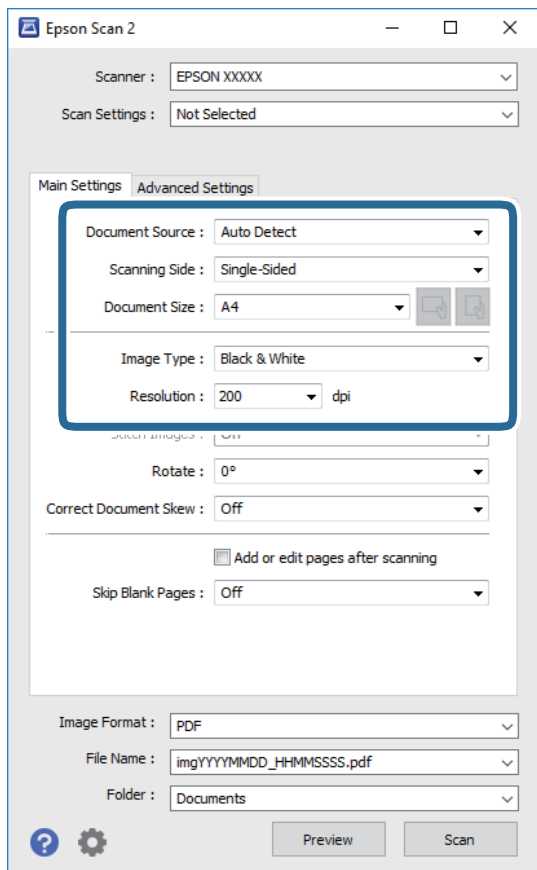 Epson Scan 2
Scanner : EPSON XXXXX
Scan Settings : Not Selected
Main Settings Advanced Settings
Document Source : Auto Detect
Scanning Side : Single-Sided
Document Size : A4
Image Type : Black & White
Resolution : 200 dpi
Stitch Images : Off
Rotate : 0°
Correct Document Skew : Off
Add or edit pages after scanning
Skip Blank Pages : Off
Image Format : PDF
File Name : imgYYYYMMDD_HHMMSSSS.pdf
Folder : Documents
? Preview Scan